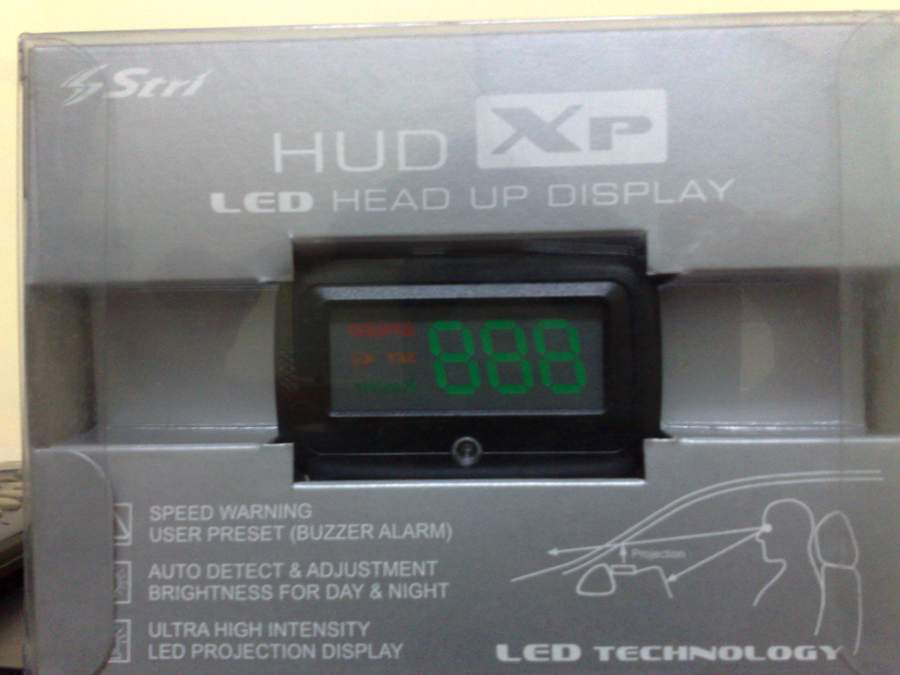 Stri
HUD XP
LED HEAD UP DISPLAY
888
SPEED WARNING
USER PRESET (BUZZER ALARM)
AUTO DETECT & ADJUSTMENT
BRIGHTNESS FOR DAY & NIGHT
ULTRA HIGH INTENSITY
LED PROJECTION DISPLAY
Projection
LED TECHNOLOGY